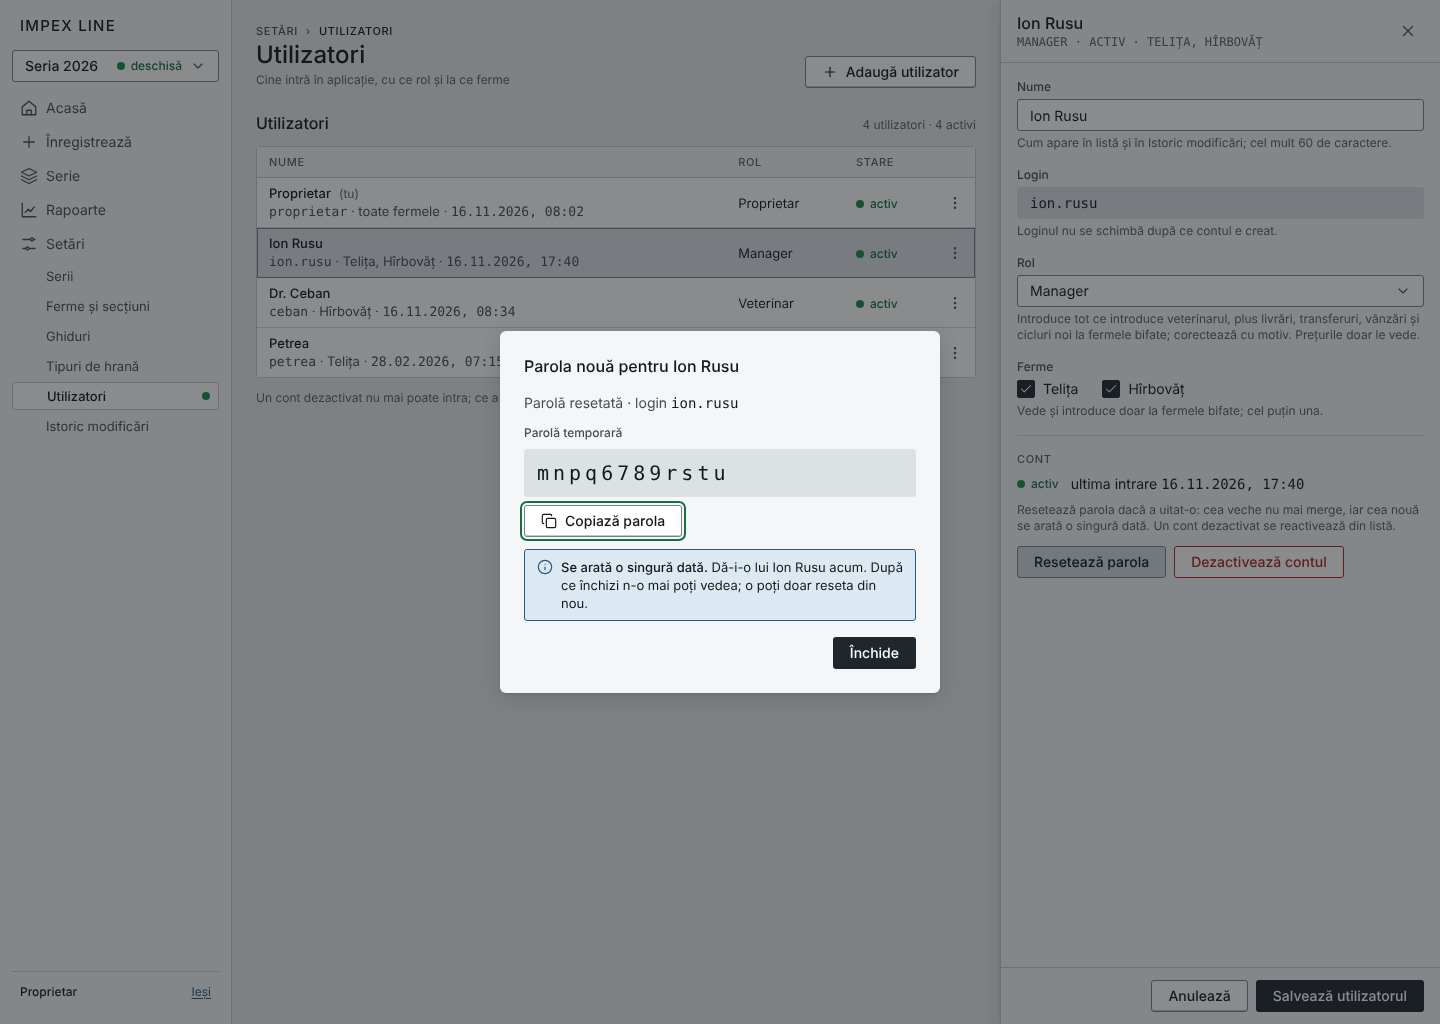 IMPEX LINE
Seria 2026 deschisă
Acasă
Înregistrează
Serie
Rapoarte
Setări
Serii
Ferme și secțiuni
Ghiduri
Tipuri de hrană
Utilizatori
Istoric modificări
Proprietar Ieși
SETĂRI › UTILIZATORI
Utilizatori
Cine intră în aplicație, cu ce rol și la ce ferme
Adaugă utilizator
Utilizatori
4 utilizatori · 4 activi
NUME ROL STARE
Proprietar (tu)
proprietar · toate fermele · 16.11.2026, 08:02
Proprietar activ
Ion Rusu
ion.rusu · Telița, Hîrbovăț · 16.11.2026, 17:40
Manager activ
Dr. Ceban
ceban · Hîrbovăț · 16.11.2026, 08:34
Veterinar activ
Petrea
petrea · Telița · 28.02.2026, 07:15
Un cont dezactivat nu mai poate intra; ce a
Parola nouă pentru Ion Rusu
Parolă resetată · login ion.rusu
Parolă temporară
mnpq6789rstu
Copiază parola
Se arată o singură dată. Dă-i-o lui Ion Rusu acum. După
ce închizi n-o mai poți vedea; o poți doar reseta din
nou.
Închide
Ion Rusu
MANAGER · ACTIV · TELIȚA, HÎRBOVĂȚ
Nume
Ion Rusu
Cum apare în listă și în Istoric modificări; cel mult 60 de caractere.
Login
ion.rusu
Loginul nu se schimbă după ce contul e creat.
Rol
Manager
Introduce tot ce introduce veterinarul, plus livrări, transferuri, vânzări și
cicluri noi la fermele bifate; corectează cu motiv. Prețurile doar le vede.
Ferme
Telița Hîrbovăț
Vede și introduce doar la fermele bifate; cel puțin una.
CONT
activ ultima intrare 16.11.2026, 17:40
Resetează parola dacă a uitat-o: cea veche nu mai merge, iar cea nouă
se arată o singură dată. Un cont dezactivat se reactivează din listă.
Resetează parola Dezactivează contul
Anulează Salvează utilizatorul